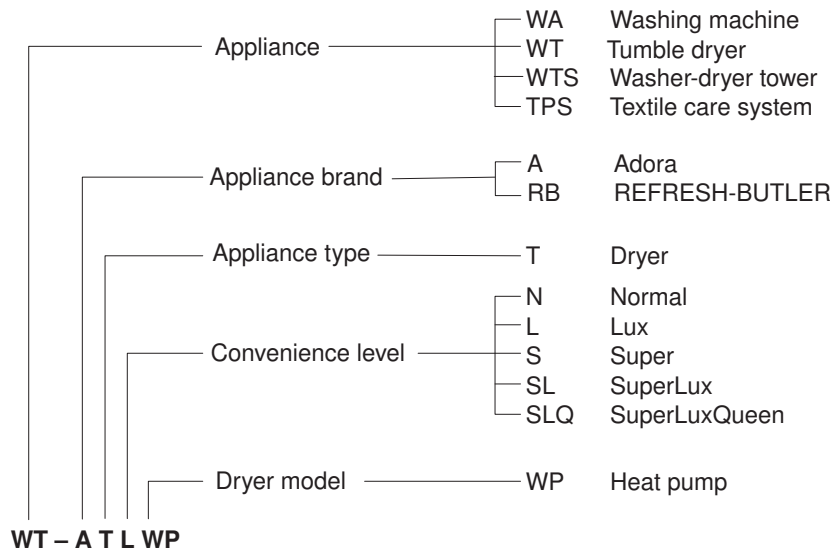 WA Washing machine
Appliance WT Tumble dryer
WTS Washer-dryer tower
TPS Textile care system
A Adora
Appliance brand
RB REFRESH-BUTLER
Appliance type T Dryer
N Normal
L Lux
Convenience level S Super
SL SuperLux
SLQ SuperLuxQueen
Dryer model WP Heat pump
WT – A T L WP